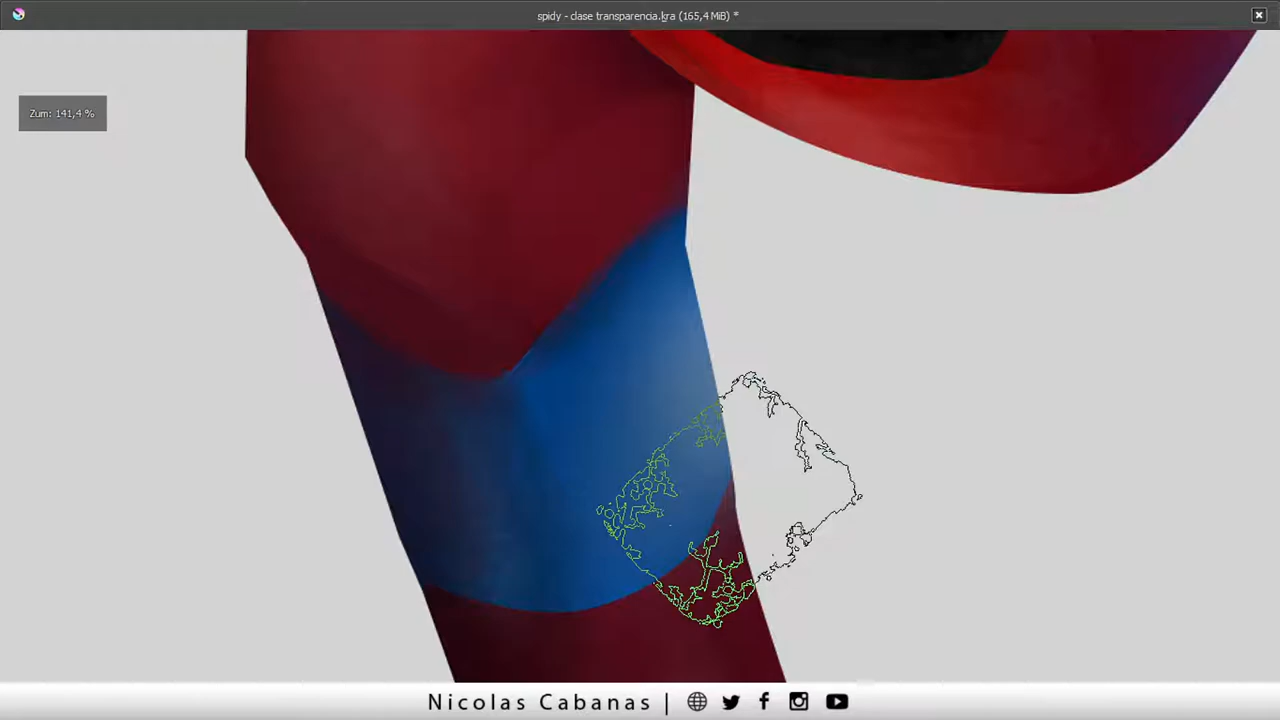 spidy - clase transparencia.kra (165,4 MiB) *
Zum: 141,4 %
Nicolas Cabanas |